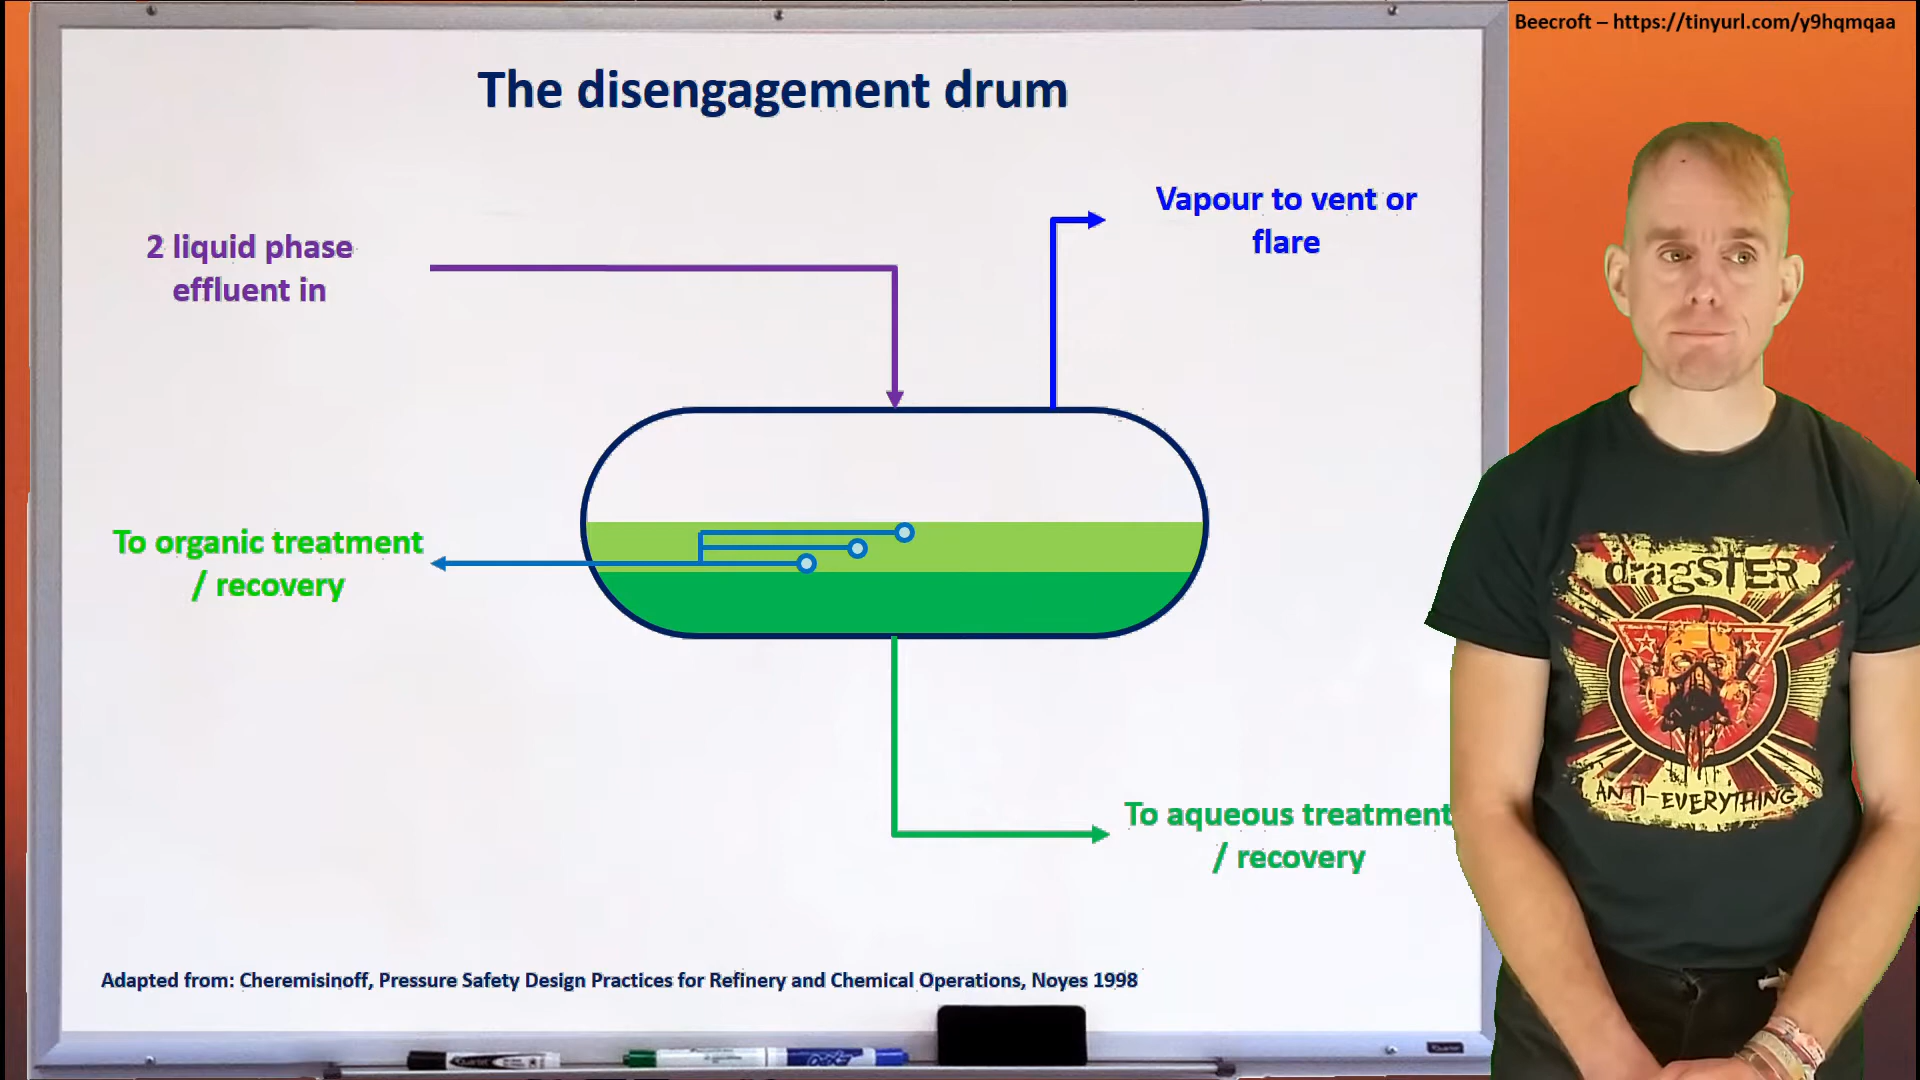 Beecroft – https://tinyurl.com/y9hqmqaa
The disengagement drum
Vapour to vent or
flare
2 liquid phase
effluent in
To organic treatment
/ recovery
To aqueous treatment
/ recovery
Adapted from: Cheremisinoff, Pressure Safety Design Practices for Refinery and Chemical Operations, Noyes 1998
dragSTER
ANTI-EVERYTHING